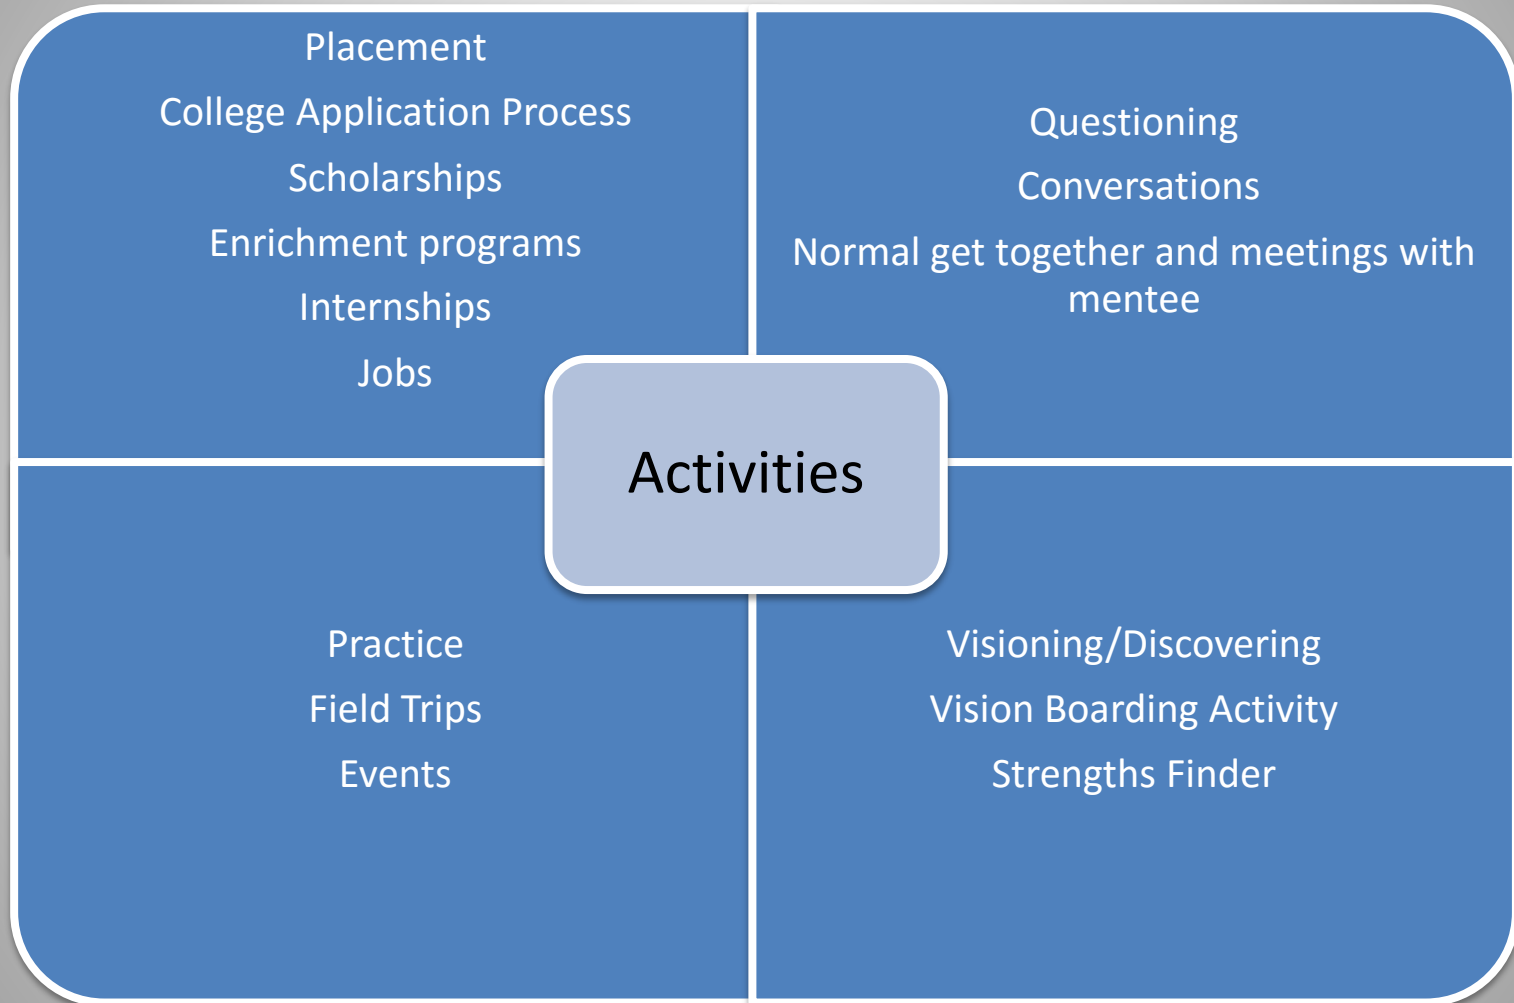 Placement
College Application Process
Scholarships
Enrichment programs
Internships
Jobs
Questioning
Conversations
Normal get together and meetings with
mentee
Activities
Practice
Field Trips
Events
Visioning/Discovering
Vision Boarding Activity
Strengths Finder